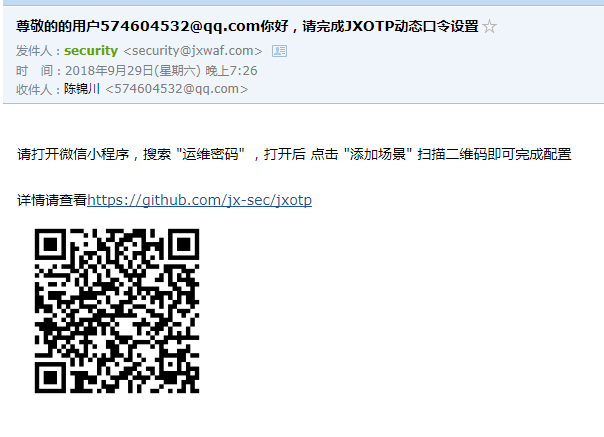 尊敬的的用户574604532@qq.com你好，请完成JXOTP动态口令设置
发件人：security <security@jxwaf.com>
时　间：2018年9月29日(星期六) 晚上7:26
收件人：陈锦川 <574604532@qq.com>
请打开微信小程序，搜索 "运维密码" ，打开后 点击 "添加场景" 扫描二维码即可完成配置
详情请查看https://github.com/jx-sec/jxotp